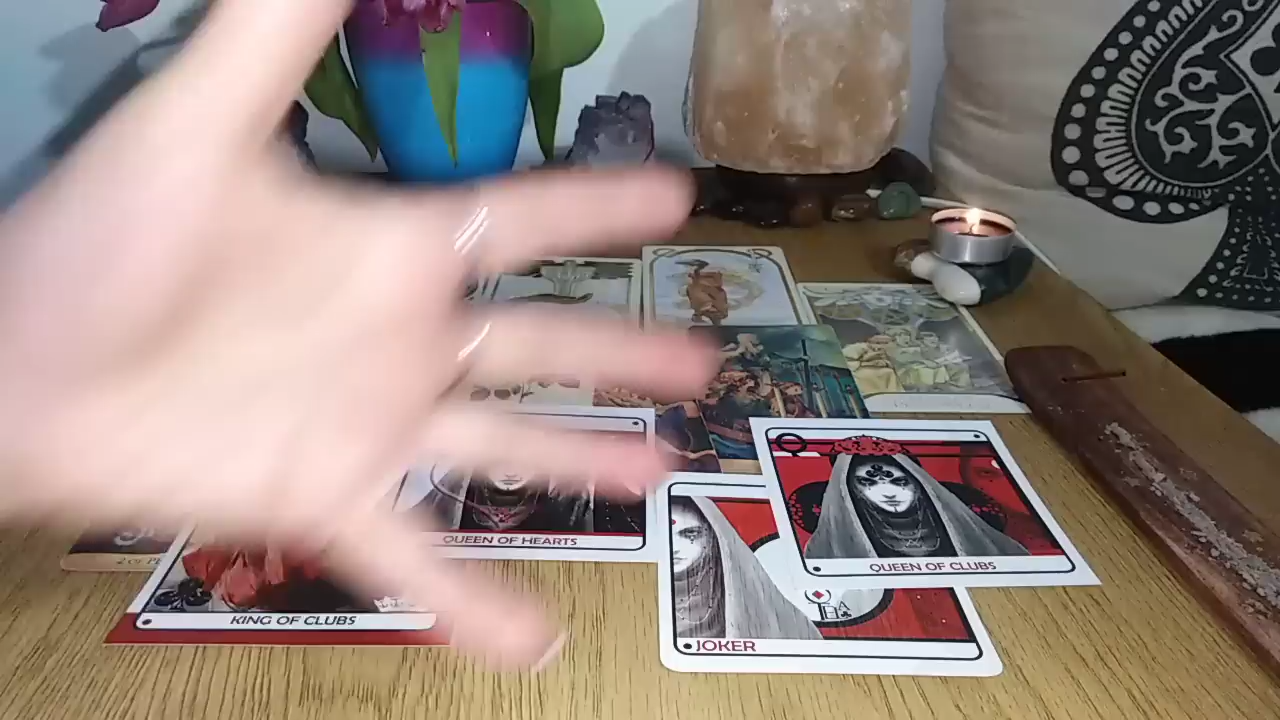 Q
QUEEN OF HEARTS
QUEEN OF CLUBS
KING OF CLUBS
JOKER